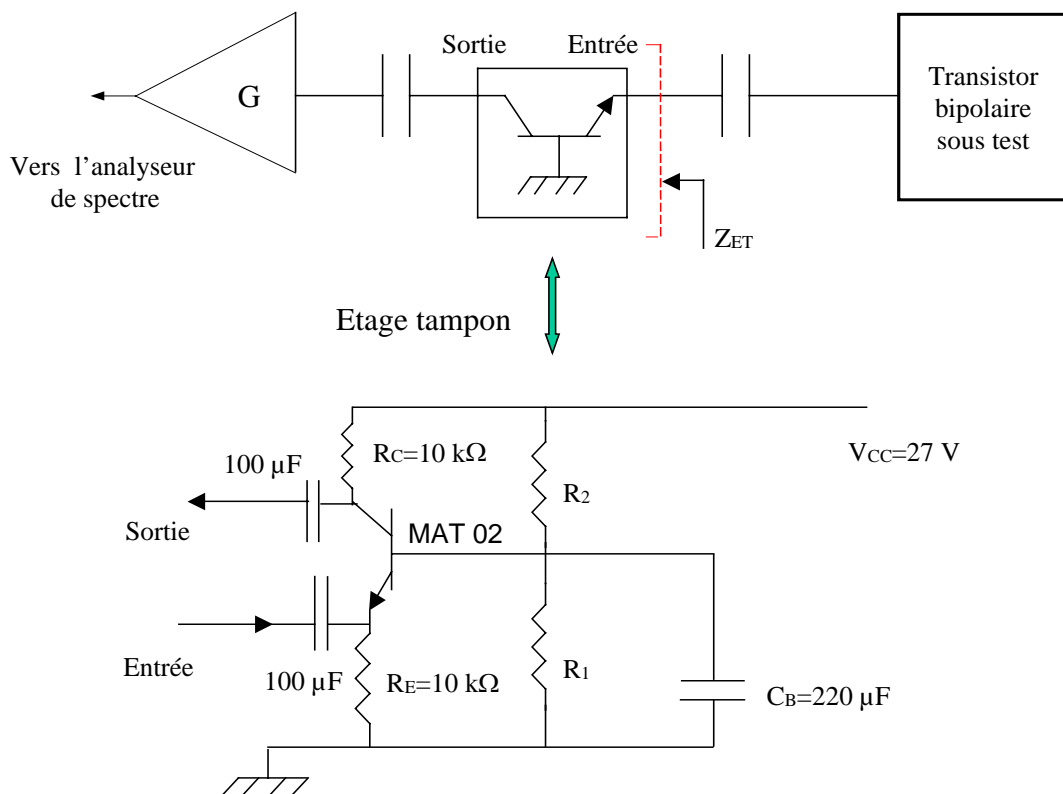 Sortie
Entrée
G
Transistor
bipolaire
sous test
Vers l’analyseur
de spectre
ZET
Etage tampon
RC=10 kΩ
R2
VCC=27 V
100 µF
Sortie
MAT 02
Entrée
100 µF
RE=10 kΩ
R1
CB=220 µF